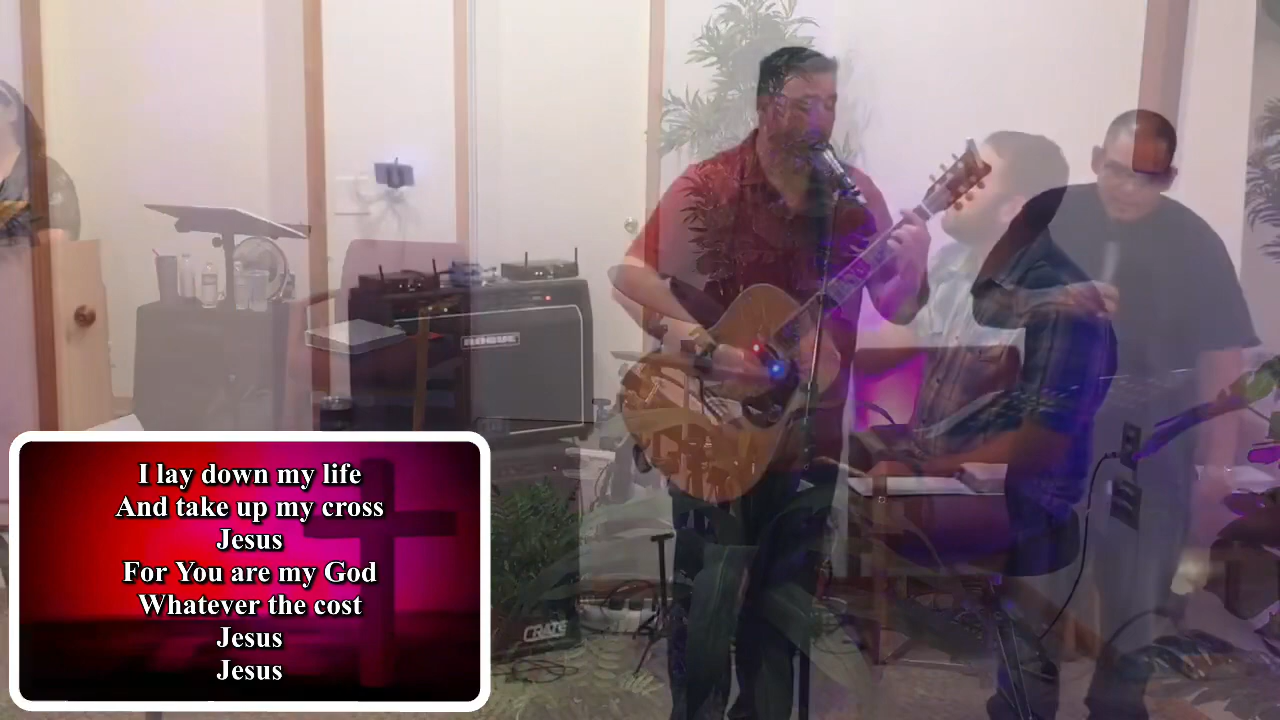 ROGUE
CRATE
I lay down my life
And take up my cross
Jesus
For You are my God
Whatever the cost
Jesus
Jesus